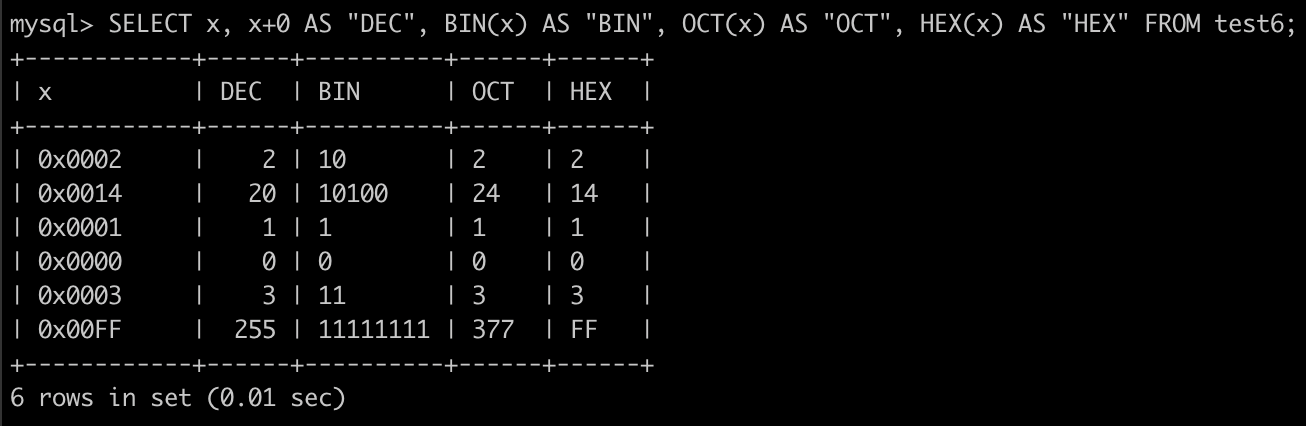 mysql> SELECT x, x+0 AS "DEC", BIN(x) AS "BIN", OCT(x) AS "OCT", HEX(x) AS "HEX" FROM test6;
+------------+------+----------+------+------+
| x          | DEC  | BIN      | OCT  | HEX  |
+------------+------+----------+------+------+
| 0x0002     |    2 | 10       | 2    | 2    |
| 0x0014     |   20 | 10100    | 24   | 14   |
| 0x0001     |    1 | 1        | 1    | 1    |
| 0x0000     |    0 | 0        | 0    | 0    |
| 0x0003     |    3 | 11       | 3    | 3    |
| 0x00FF     |  255 | 11111111 | 377  | FF   |
+------------+------+----------+------+------+
6 rows in set (0.01 sec)